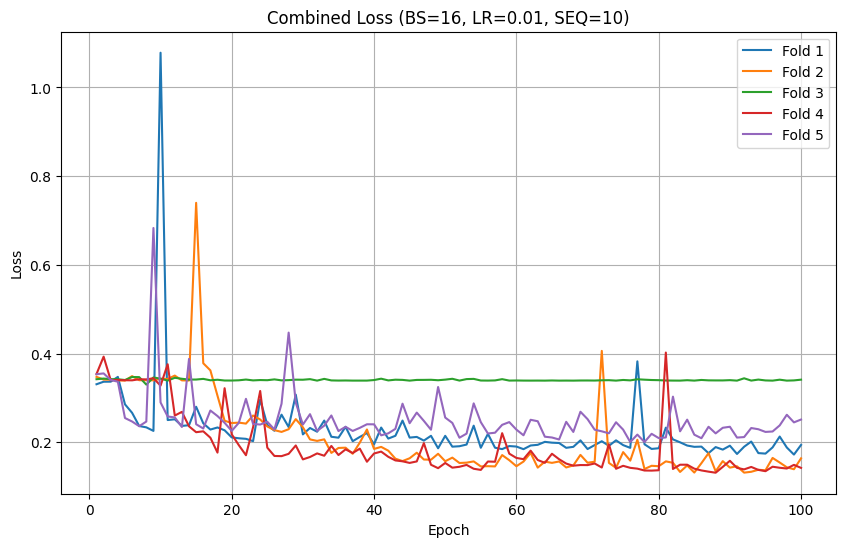 Combined Loss (BS=16, LR=0.01, SEQ=10)
Fold 1
Fold 2
Fold 3
Fold 4
Fold 5
1.0
0.8
0.6
0.4
0.2
Loss
0 20 40 60 80 100
Epoch